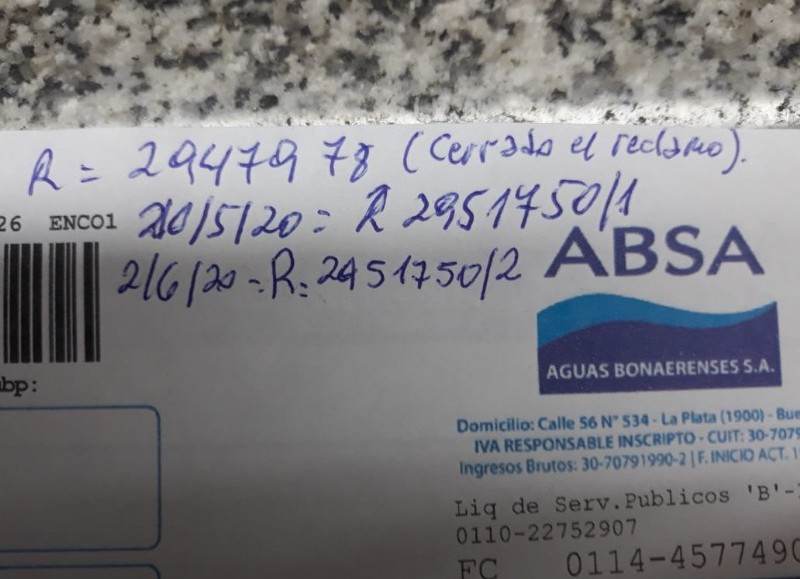 R = 2947978 (Cerrado el reclamo).
20/5/20 = R 2951750/1
26 ENC01
ABSA
2/6/20 = R: 2951750/2
AGUAS BONAERENSES S.A.
bp:
Domicilio: Calle 56 N° 534 - La Plata (1900) - Bue
IVA RESPONSABLE INSCRIPTO - CUIT: 30-7079
Ingresos Brutos: 30-70791990-2 | F. INICIO ACT. 1
Liq de Serv.Publicos 'B'-
0110-22752907
FC 0114-4577490